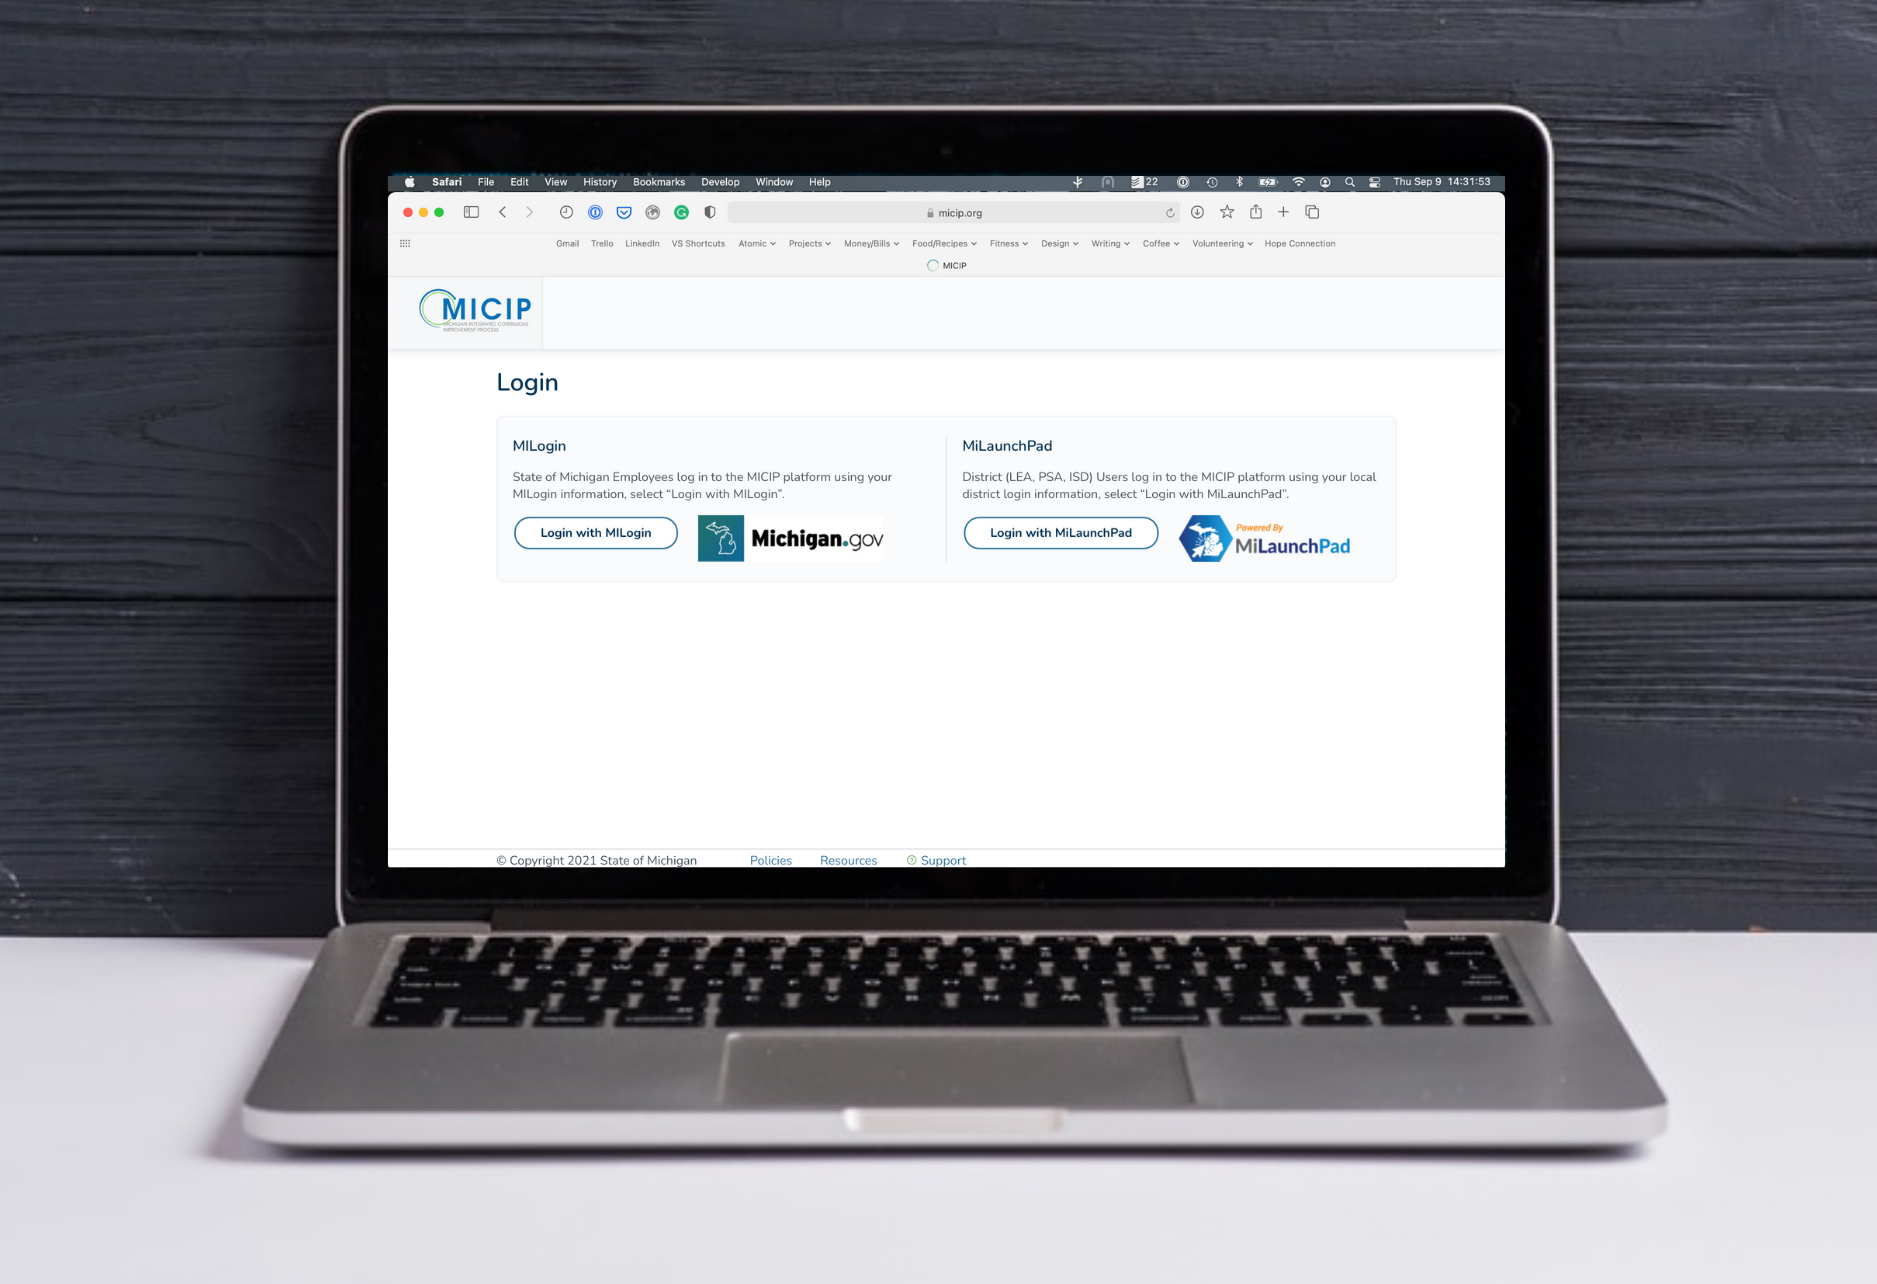 Safari File Edit View History Bookmarks Develop Window Help 22 Thu Sep 9 14:31:53
micip.org
Gmail Trello LinkedIn VS Shortcuts Atomic Projects Money/Bills Food/Recipes Fitness Design Writing Coffee Volunteering Hope Connection
MICIP
MICIP
MICHIGAN INTEGRATED CONTINUOUS
IMPROVEMENT PROCESS
Login
MILogin
State of Michigan Employees log in to the MICIP platform using your
MILogin information, select “Login with MILogin”.
Login with MILogin
Michigan.gov
MiLaunchPad
District (LEA, PSA, ISD) Users log in to the MICIP platform using your local
district login information, select “Login with MiLaunchPad”.
Login with MiLaunchPad
Powered By
MiLaunchPad
© Copyright 2021 State of Michigan Policies Resources Support